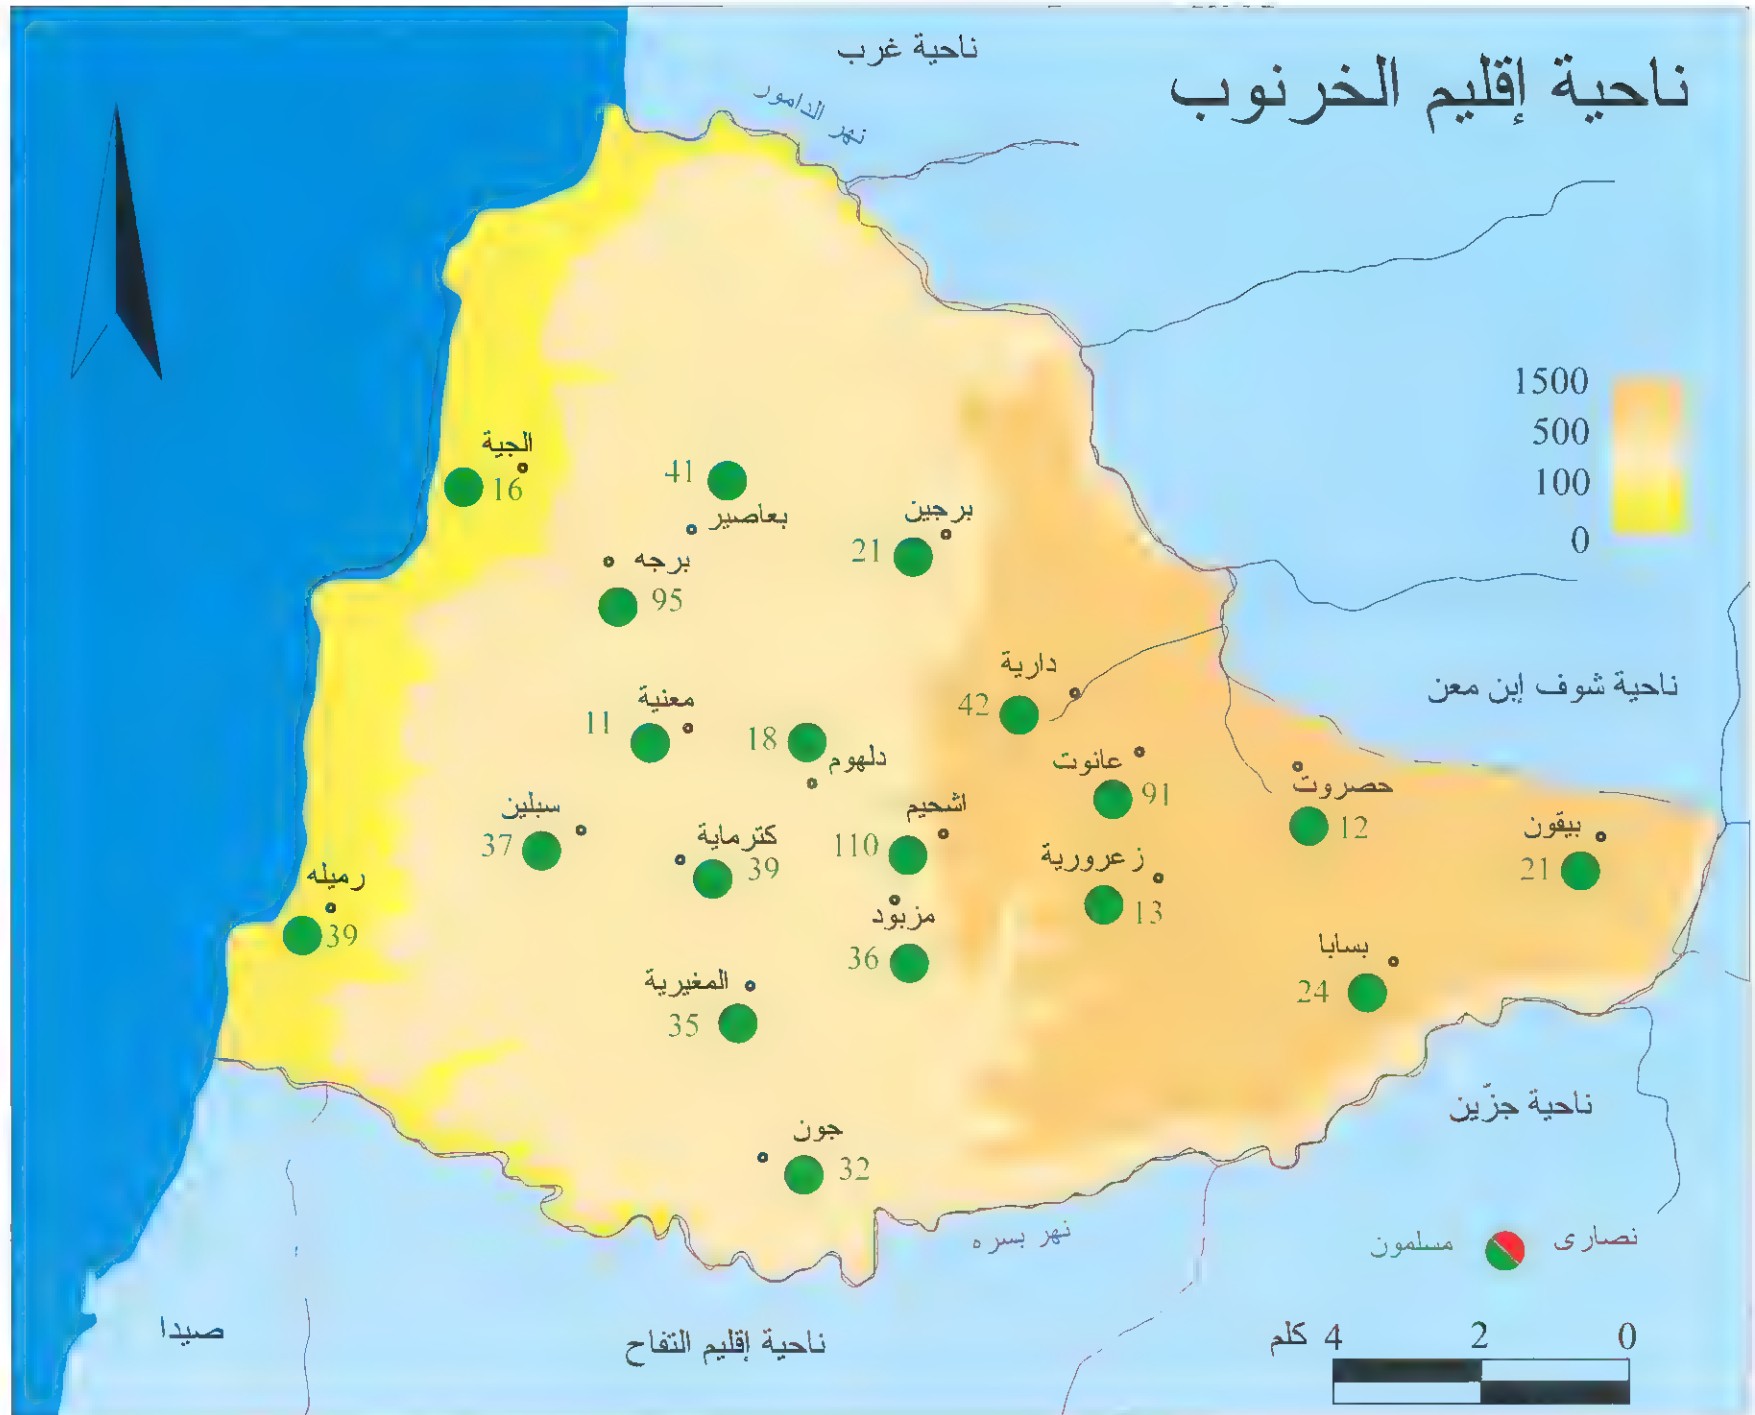 ناحية إقليم الخرنوب
ناحية غرب
نهر الدامور
1500
500
100
0
الجية
16
41
بعاصير
برجين
21
برجه
95
دارية
42
ناحية شوف إبن معن
معنية
11
18
دلهوم
عانوت
91
حصروت
12
بيقون
21
سبلين
37
كترماية
39
اشحيم
110
زعرورية
13
رميله
39
مزبود
36
بسابا
24
المغيرية
35
ناحية جزّين
جون
32
نهر بسره
نصارى
مسلمون
صيدا
ناحية إقليم التفاح
0 2 4 كلم